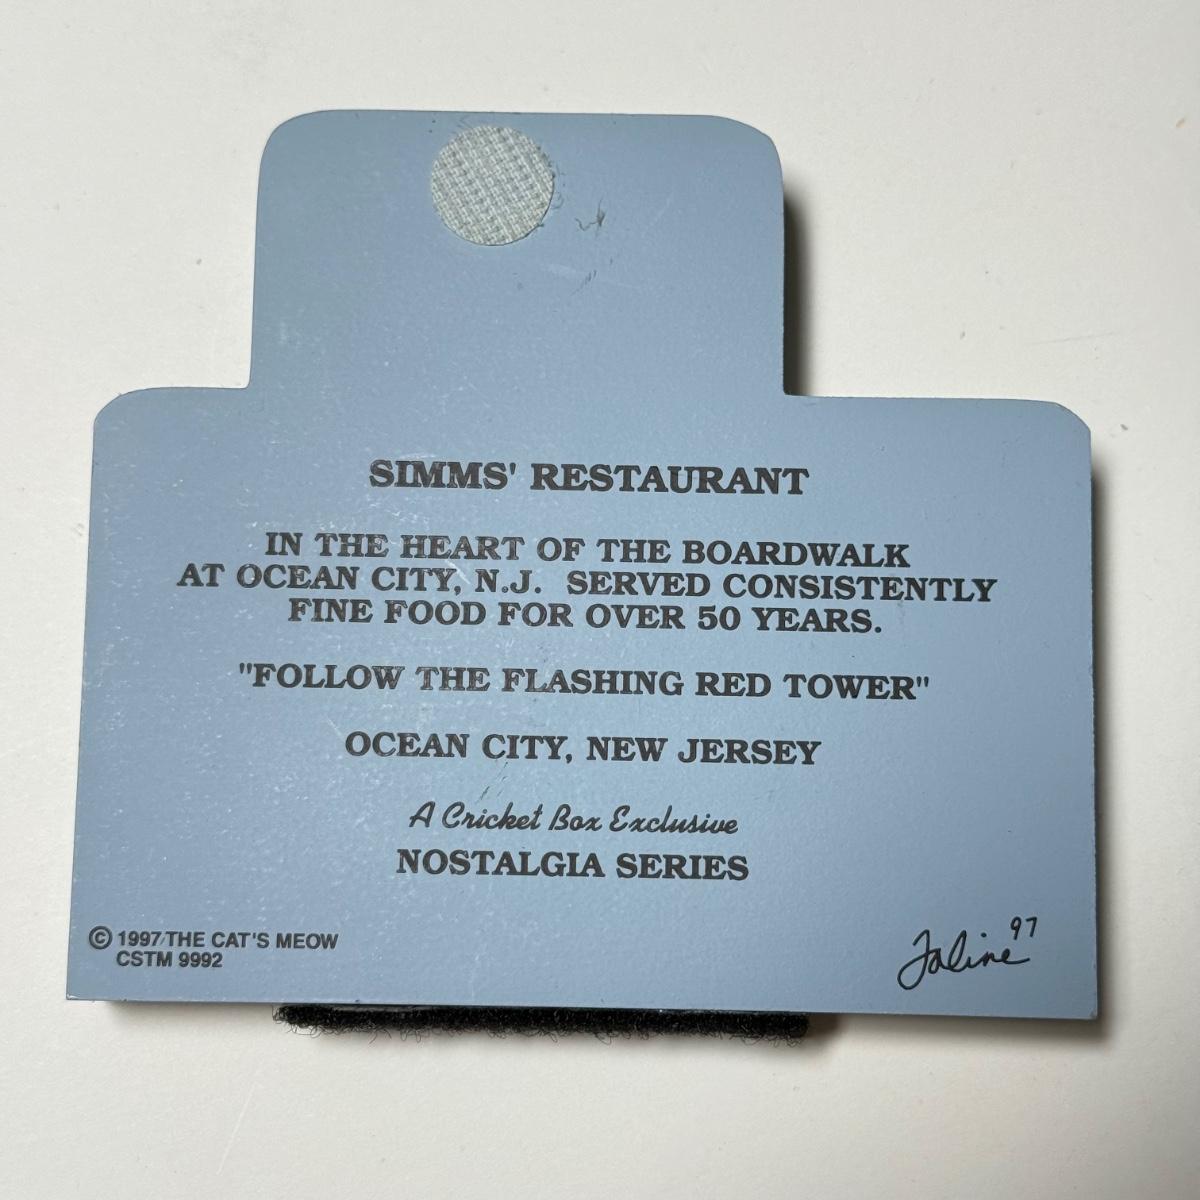 SIMMS' RESTAURANT
IN THE HEART OF THE BOARDWALK
AT OCEAN CITY, N.J. SERVED CONSISTENTLY
FINE FOOD FOR OVER 50 YEARS.
"FOLLOW THE FLASHING RED TOWER"
OCEAN CITY, NEW JERSEY
A Cricket Box Exclusive
NOSTALGIA SERIES
© 1997 THE CAT'S MEOW
CSTM 9992
Faline 97